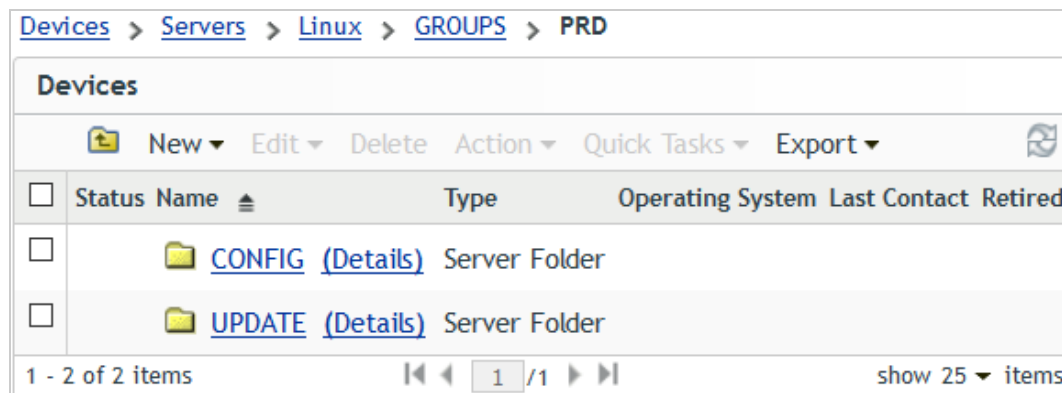 Devices > Servers > Linux > GROUPS > PRD
Devices
New Edit Delete Action Quick Tasks Export
Status Name Type Operating System Last Contact Retired
CONFIG (Details) Server Folder
UPDATE (Details) Server Folder
1 - 2 of 2 items 1 /1 show 25 items